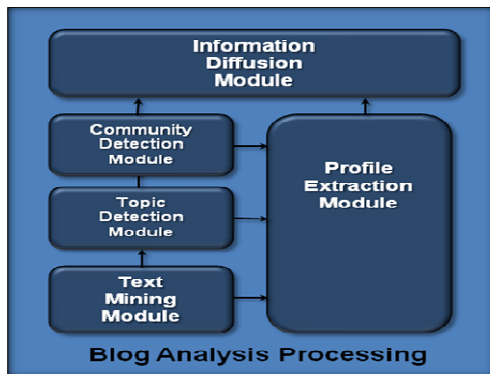 Information
Diffusion
Module
Community
Detection
Module
Profile
Extraction
Module
Topic
Detection
Module
Text
Mining
Module
Blog Analysis Processing